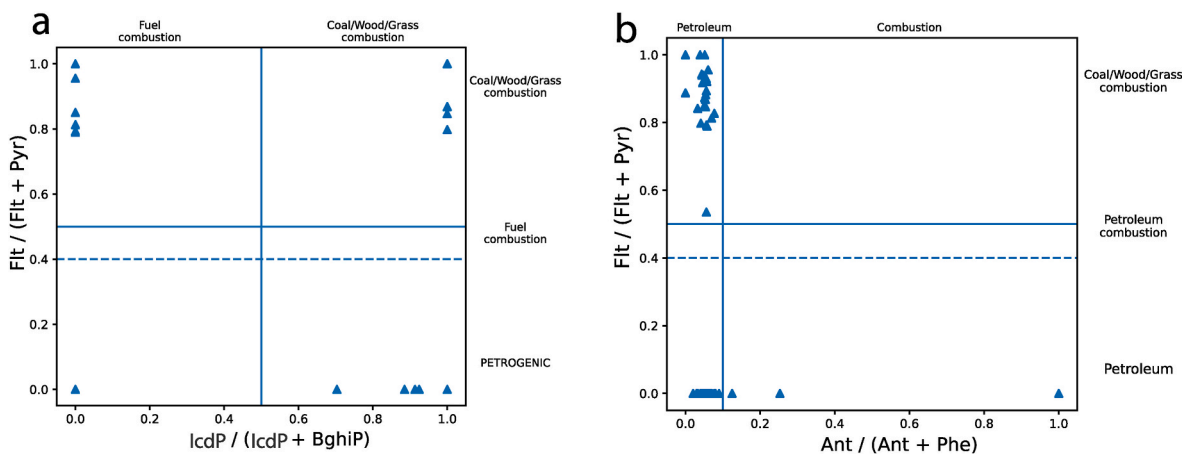 a
Fuel
combustion
Coal/Wood/Grass
combustion
1.0
0.8
0.6
0.4
0.2
0.0
Flt / (Flt + Pyr)
Coal/Wood/Grass
combustion
Fuel
combustion
PETROGENIC
0.0 0.2 0.4 0.6 0.8 1.0
IcdP / (IcdP + BghiP)
b
Petroleum
Combustion
1.0
0.8
0.6
0.4
0.2
0.0
Flt / (Flt + Pyr)
Coal/Wood/Grass
combustion
Petroleum
combustion
Petroleum
0.0 0.2 0.4 0.6 0.8 1.0
Ant / (Ant + Phe)